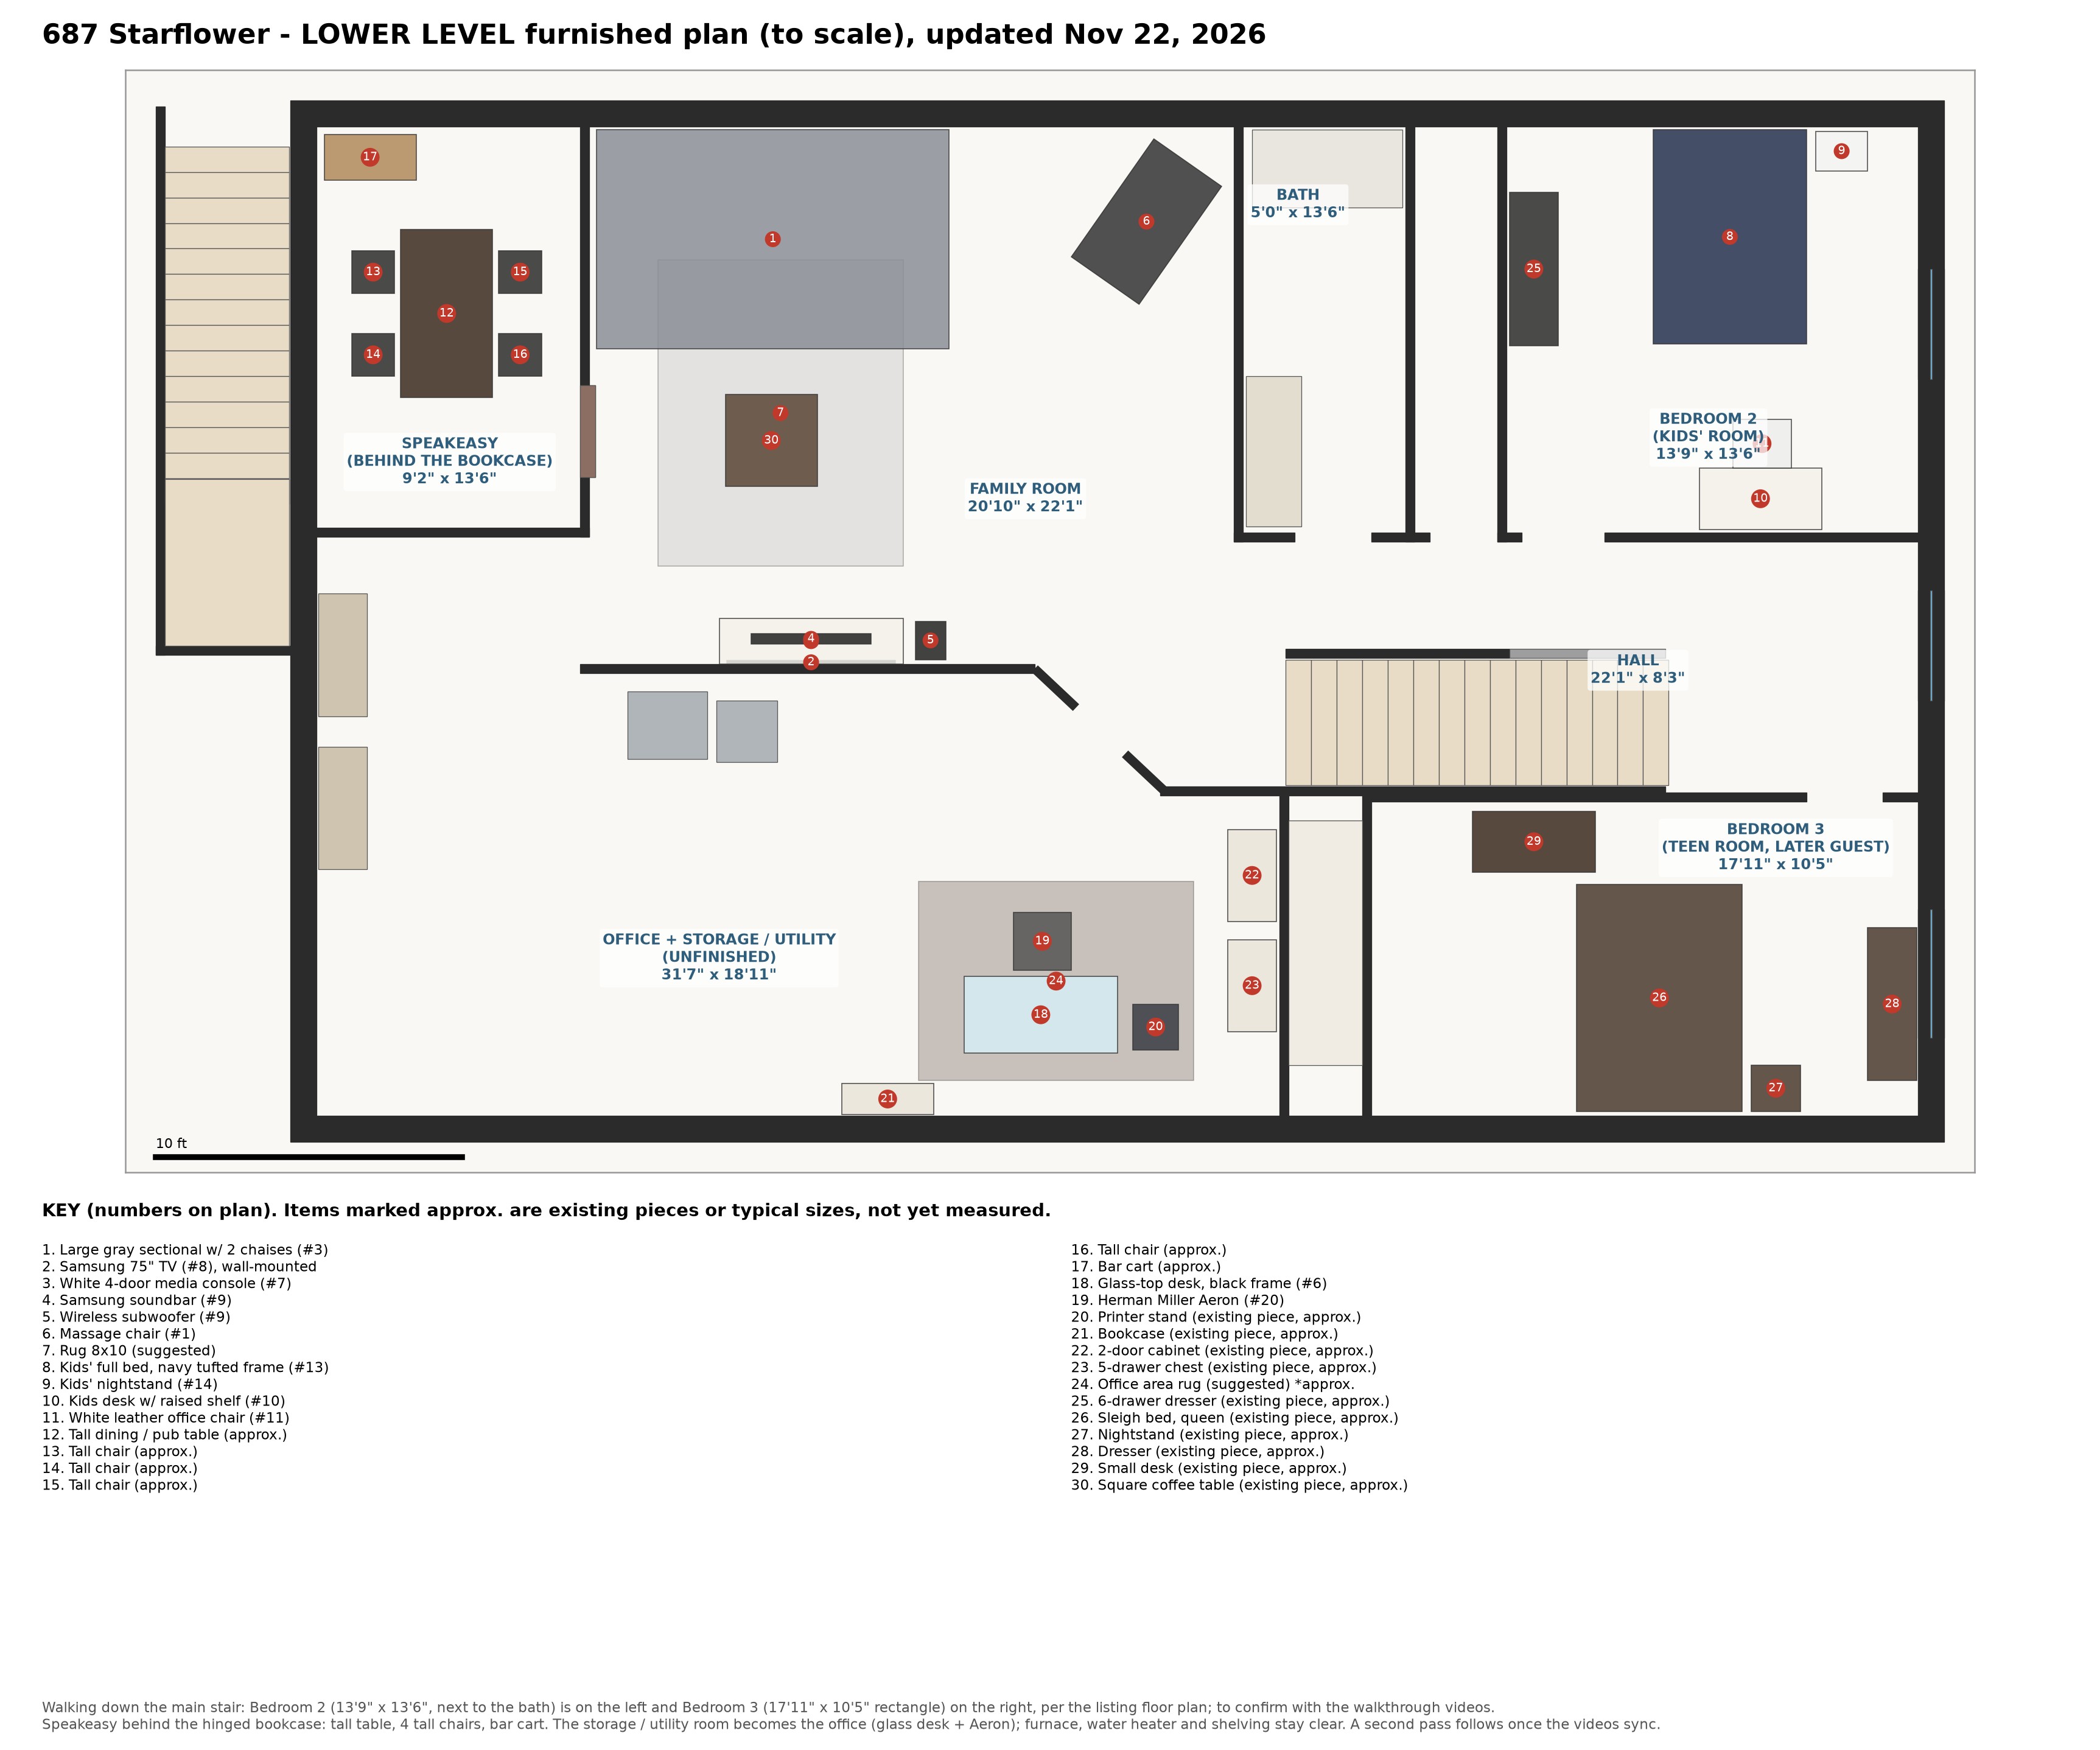 687 Starflower - LOWER LEVEL furnished plan (to scale), updated Nov 22, 2026
17
1
6
BATH
5'0" x 13'6"
9
8
25
13
15
12
14
16
7
30
SPEAKEASY
(BEHIND THE BOOKCASE)
9'2" x 13'6"
FAMILY ROOM
20'10" x 22'1"
BEDROOM 2
(KIDS' ROOM)
13'9" x 13'6"
10
4
5
2
HALL
22'1" x 8'3"
29
BEDROOM 3
(TEEN ROOM, LATER GUEST)
17'11" x 10'5"
22
OFFICE + STORAGE / UTILITY
(UNFINISHED)
31'7" x 18'11"
19
24
23
18
20
26
28
27
21
10 ft
KEY (numbers on plan). Items marked approx. are existing pieces or typical sizes, not yet measured.
1. Large gray sectional w/ 2 chaises (#3)
2. Samsung 75" TV (#8), wall-mounted
3. White 4-door media console (#7)
4. Samsung soundbar (#9)
5. Wireless subwoofer (#9)
6. Massage chair (#1)
7. Rug 8x10 (suggested)
8. Kids' full bed, navy tufted frame (#13)
9. Kids' nightstand (#14)
10. Kids desk w/ raised shelf (#10)
11. White leather office chair (#11)
12. Tall dining / pub table (approx.)
13. Tall chair (approx.)
14. Tall chair (approx.)
15. Tall chair (approx.)
16. Tall chair (approx.)
17. Bar cart (approx.)
18. Glass-top desk, black frame (#6)
19. Herman Miller Aeron (#20)
20. Printer stand (existing piece, approx.)
21. Bookcase (existing piece, approx.)
22. 2-door cabinet (existing piece, approx.)
23. 5-drawer chest (existing piece, approx.)
24. Office area rug (suggested) *approx.
25. 6-drawer dresser (existing piece, approx.)
26. Sleigh bed, queen (existing piece, approx.)
27. Nightstand (existing piece, approx.)
28. Dresser (existing piece, approx.)
29. Small desk (existing piece, approx.)
30. Square coffee table (existing piece, approx.)
Walking down the main stair: Bedroom 2 (13'9" x 13'6", next to the bath) is on the left and Bedroom 3 (17'11" x 10'5" rectangle) on the right, per the listing floor plan; to confirm with the walkthrough videos.
Speakeasy behind the hinged bookcase: tall table, 4 tall chairs, bar cart. The storage / utility room becomes the office (glass desk + Aeron); furnace, water heater and shelving stay clear. A second pass follows once the videos sync.